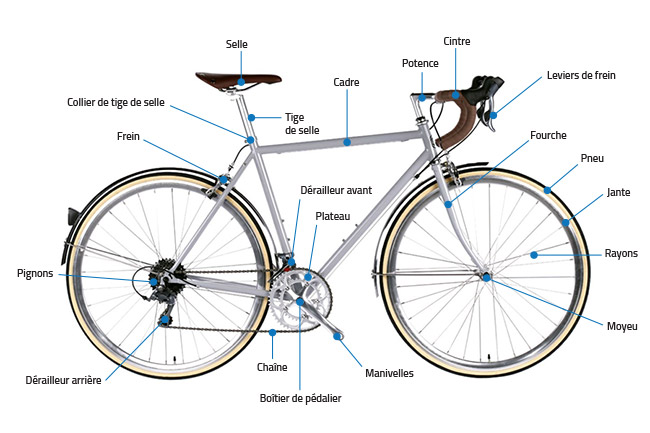 Selle
Cintre
Potence
Leviers de frein
Cadre
Collier de tige de selle
Tige
de selle
Frein
Fourche
Pneu
Dérailleur avant
Jante
Plateau
Rayons
Pignons
Moyeu
Chaîne
Manivelles
Dérailleur arrière
Boîtier de pédalier